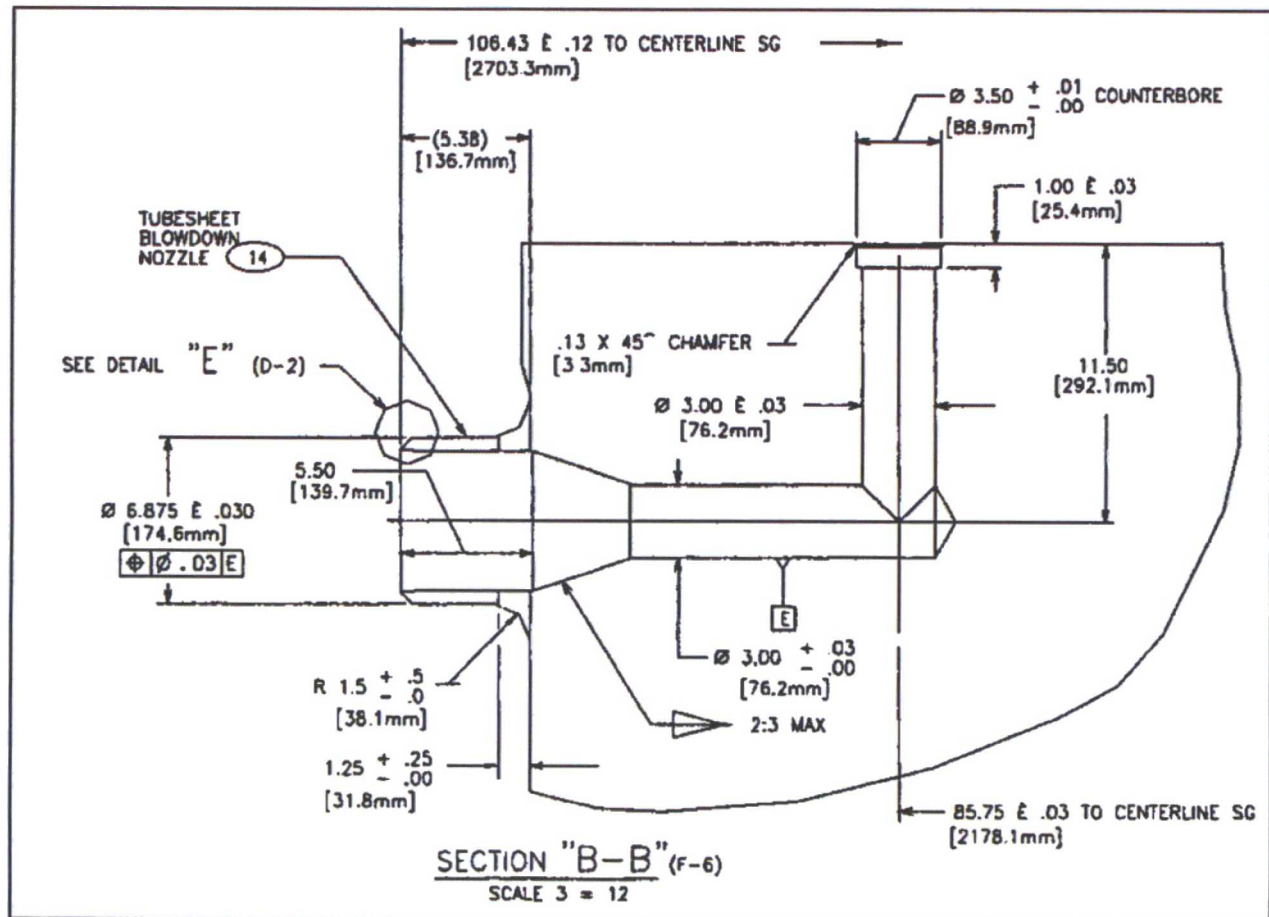 106.43 È .12 TO CENTERLINE SG
[2703.3mm]
Ø 3.50 + .01 - .00 COUNTERBORE
[88.9mm]
(5.38)
[136.7mm]
1.00 È .03
[25.4mm]
TUBESHEET
BLOWDOWN
NOZZLE 14
.13 X 45° CHAMFER
[3.3mm]
11.50
[292.1mm]
SEE DETAIL "E" (D-2)
Ø 3.00 È .03
[76.2mm]
5.50
[139.7mm]
Ø 6.875 È .030
[174.6mm]
⌖ Ø .03 E
E
Ø 3.00 + .03 - .00
[76.2mm]
R 1.5 + .5 - .0
[38.1mm]
2:3 MAX
1.25 + .25 - .00
[31.8mm]
85.75 È .03 TO CENTERLINE SG
[2178.1mm]
SECTION "B-B" (F-6)
SCALE 3 = 12